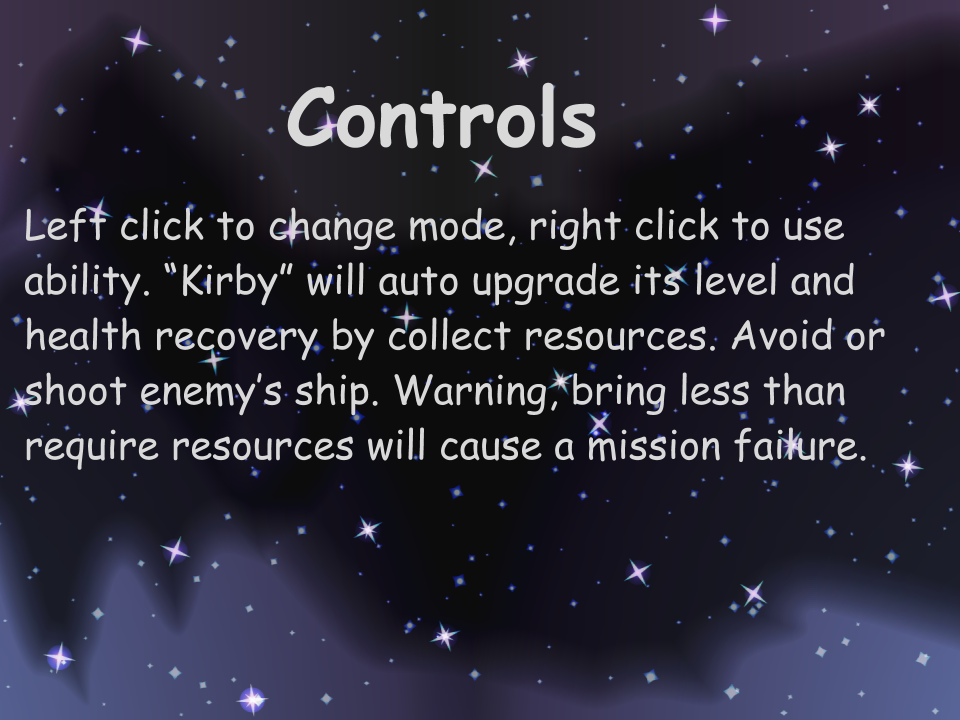 Controls
Left click to change mode, right click to use
ability. “Kirby” will auto upgrade its level and
health recovery by collect resources. Avoid or
shoot enemy’s ship. Warning, bring less than
require resources will cause a mission failure.